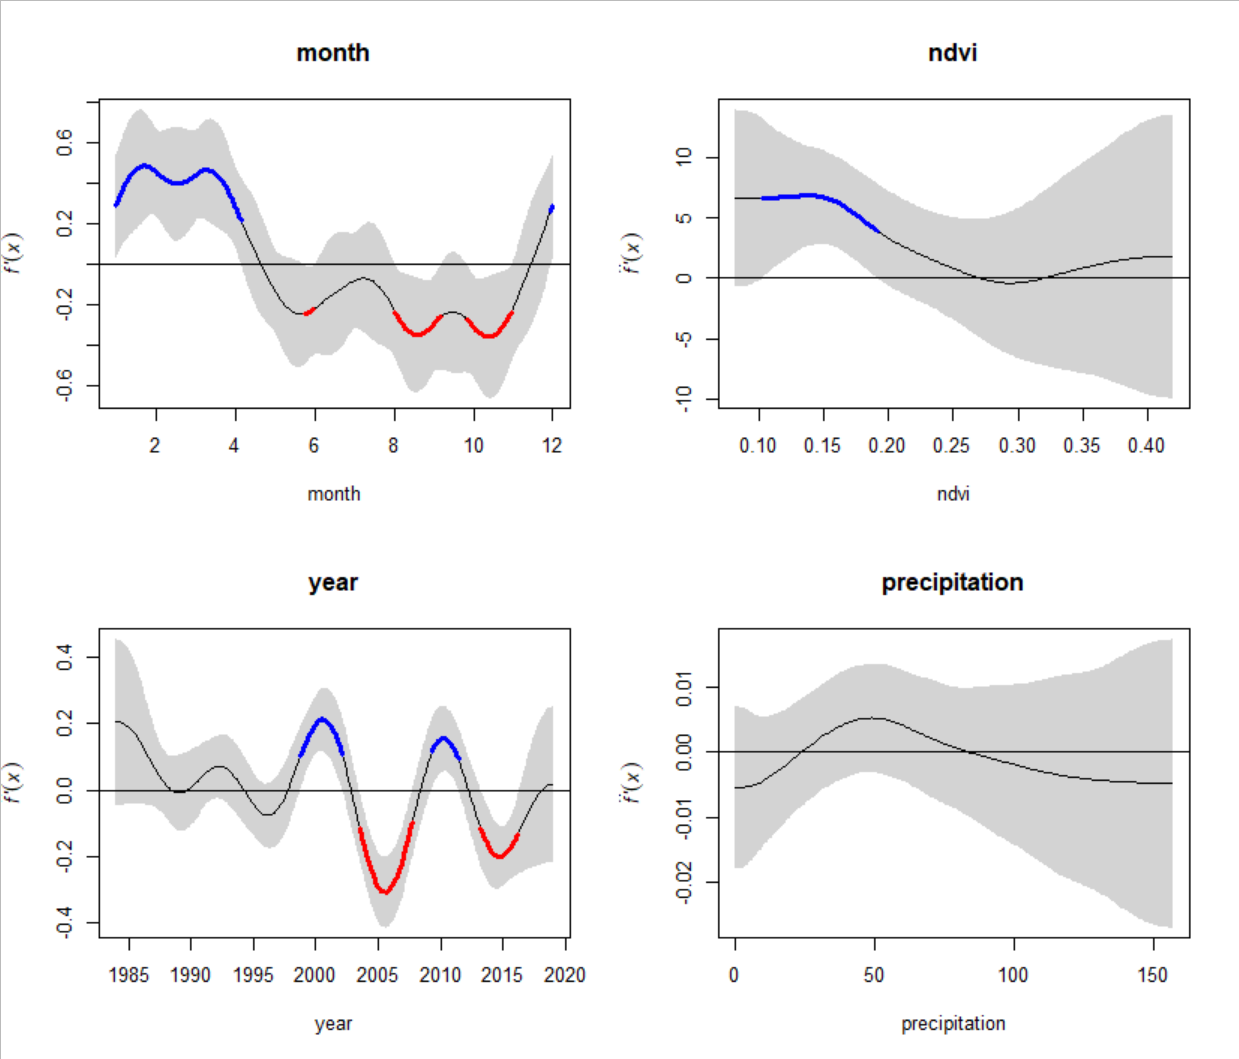 month
0.6
0.2
-0.2
-0.6
f'(x)
2 4 6 8 10 12
month
ndvi
10
5
0
-5
-10
f'(x)
0.10 0.15 0.20 0.25 0.30 0.35 0.40
ndvi
year
0.4
0.2
0.0
-0.2
-0.4
f'(x)
1985 1990 1995 2000 2005 2010 2015 2020
year
precipitation
0.01
0.00
-0.01
-0.02
f'(x)
0 50 100 150
precipitation